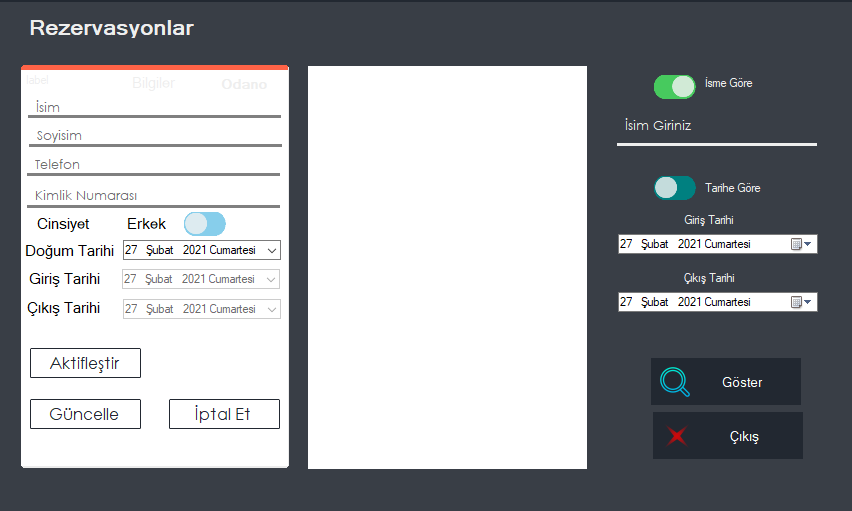 Rezervasyonlar
label
Bilgiler
Odano
İsim
Soyisim
Telefon
Kimlik Numarası
Cinsiyet Erkek
Doğum Tarihi 27 Şubat 2021 Cumartesi
Giriş Tarihi 27 Şubat 2021 Cumartesi
Çıkış Tarihi 27 Şubat 2021 Cumartesi
Aktifleştir
Güncelle
İptal Et
İsme Göre
İsim Giriniz
Tarihe Göre
Giriş Tarihi
27 Şubat 2021 Cumartesi
Çıkış Tarihi
27 Şubat 2021 Cumartesi
Göster
Çıkış